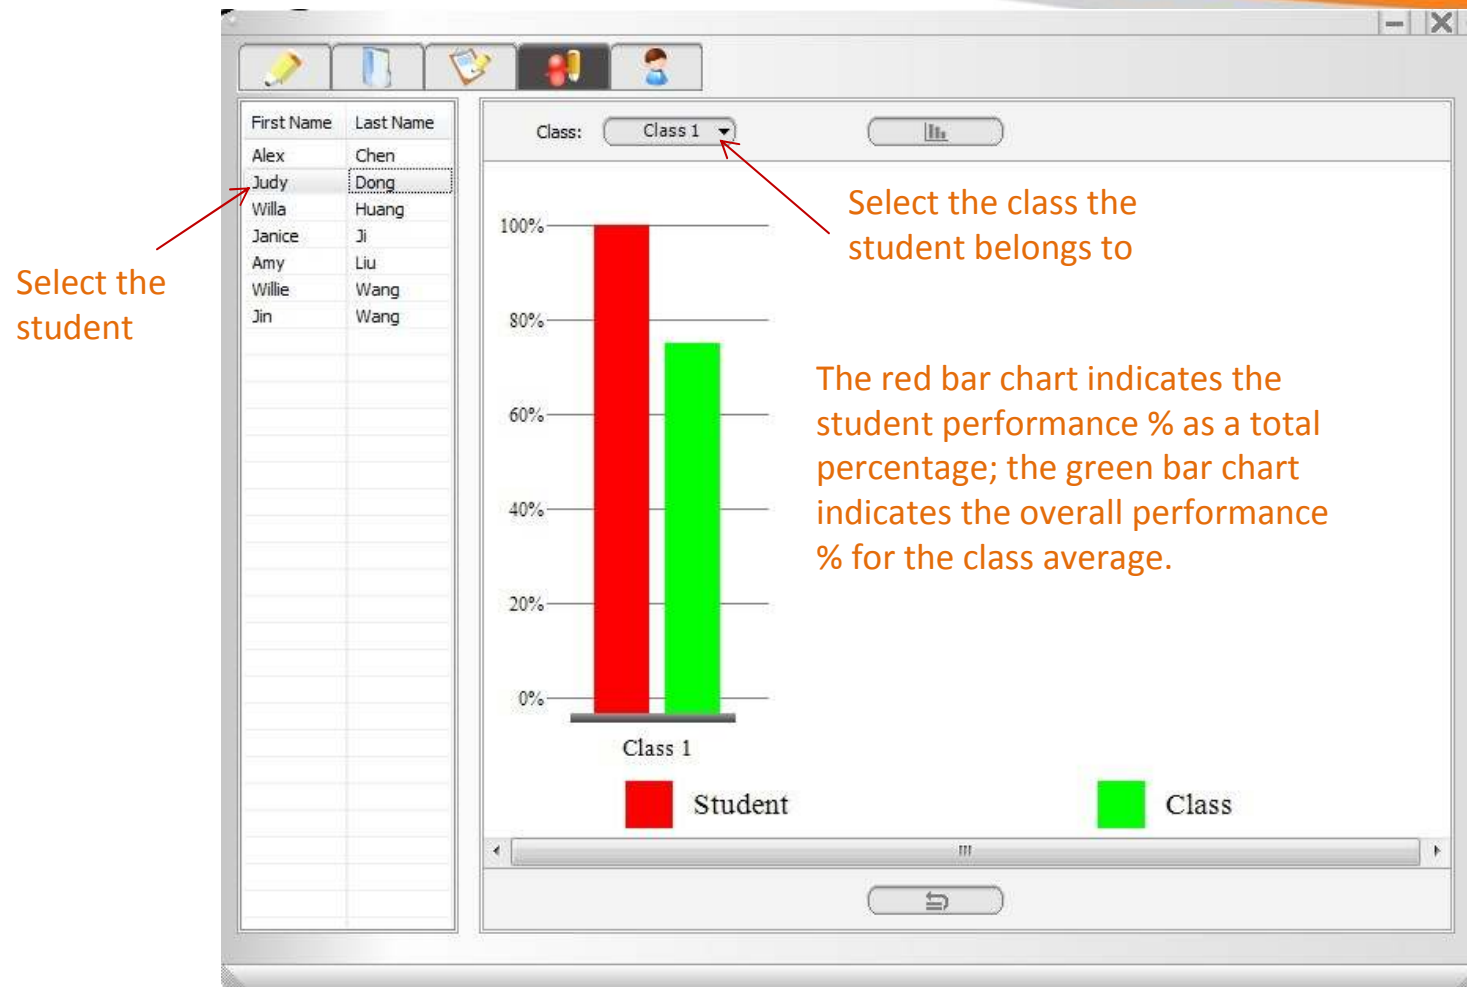 First Name Last Name
Alex Chen
Judy Dong
Willa Huang
Janice Ji
Amy Liu
Willie Wang
Jin Wang
Select the
student
Class: Class 1
Select the class the
student belongs to
100%
80%
60%
40%
20%
0%
Class 1
Student
Class
The red bar chart indicates the
student performance % as a total
percentage; the green bar chart
indicates the overall performance
% for the class average.